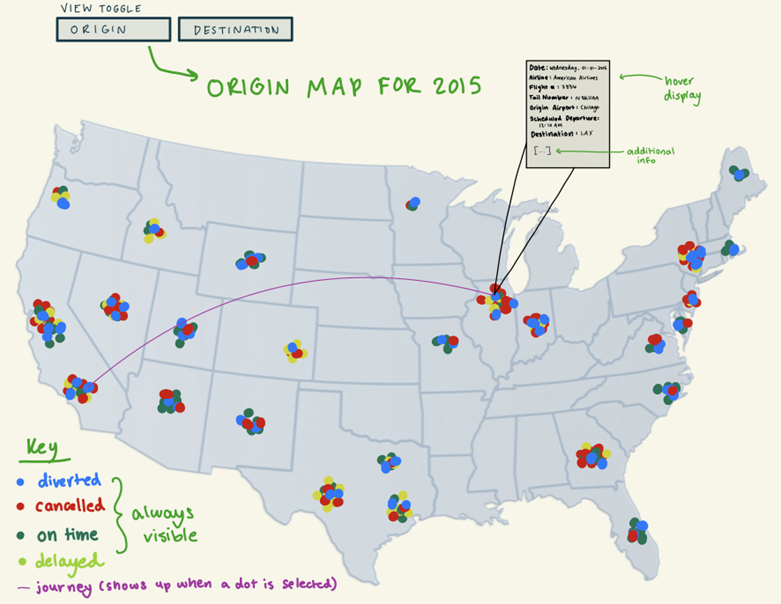 VIEW TOGGLE
ORIGIN
DESTINATION
ORIGIN MAP FOR 2015
Date: Wednesday, 01-01-2015
Airline: American Airlines
Flight #: 2336
Tail Number:
Origin Airport: Chicago
Scheduled Departure:
12:10 AM
Destination: LAX
[...]
hover
display
additional
info
Key
diverted
cancelled
on time
delayed
always
visible
journey (shows up when a dot is selected)